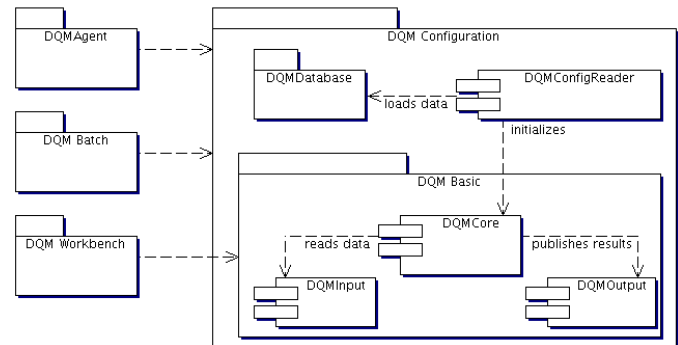 DQMAgent
DQM Configuration
DQMDatabase
DQMConfigReader
loads data
initializes
DQM Batch
DQM Basic
DQMCore
DQM Workbench
reads data
publishes results
DQMInput
DQMOutput